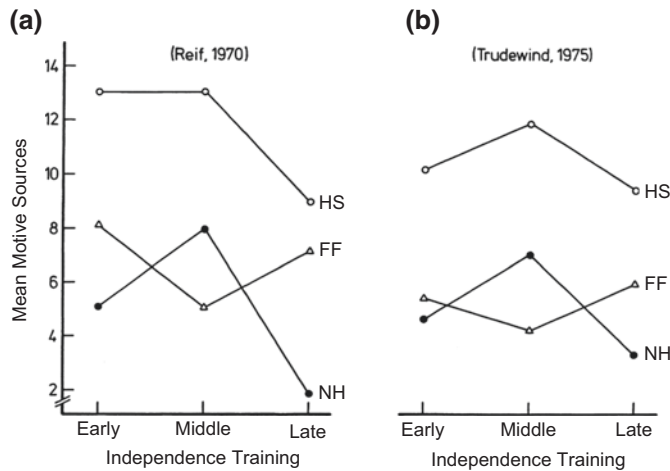 (a)
(Reif, 1970)
Mean Motive Sources
14
12
10
8
6
4
2
HS
FF
NH
Early Middle Late
Independence Training
(b)
(Trudewind, 1975)
HS
FF
NH
Early Middle Late
Independence Training